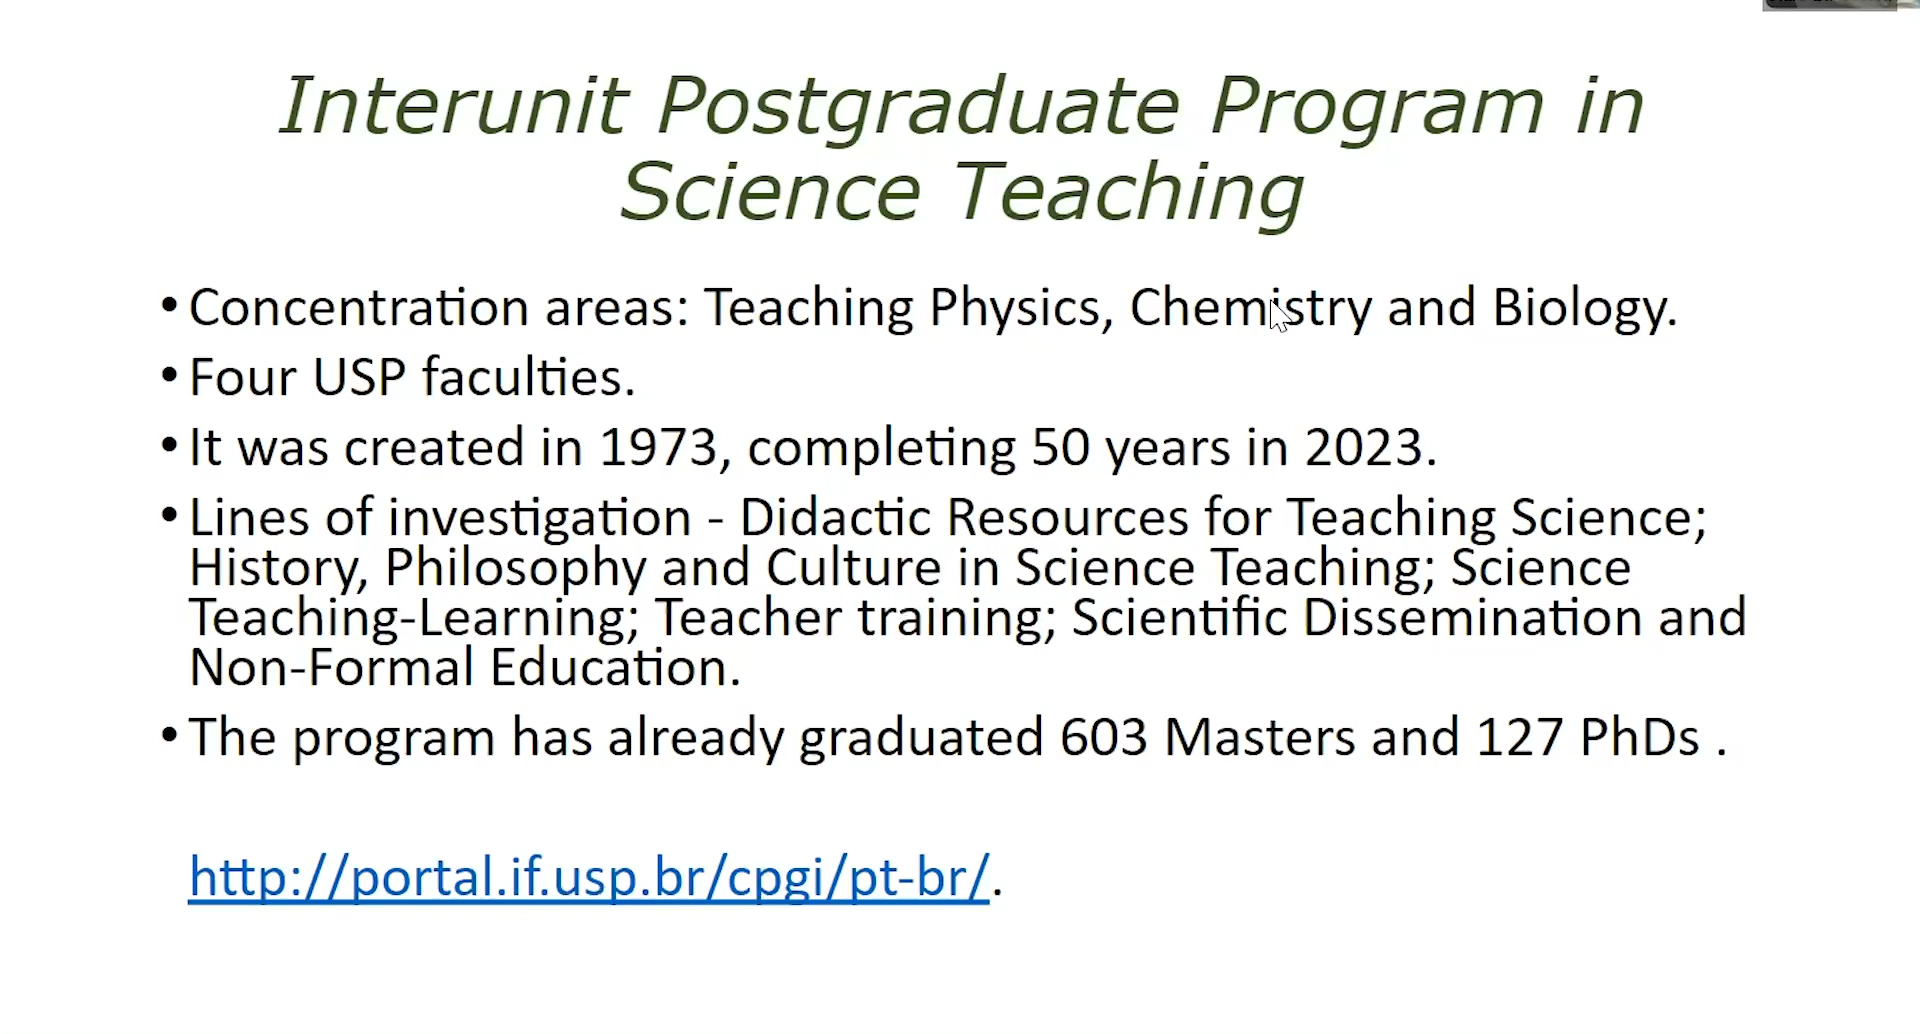 Interunit Postgraduate Program in
Science Teaching
• Concentration areas: Teaching Physics, Chemistry and Biology.
• Four USP faculties.
• It was created in 1973, completing 50 years in 2023.
• Lines of investigation - Didactic Resources for Teaching Science;
History, Philosophy and Culture in Science Teaching; Science
Teaching-Learning; Teacher training; Scientific Dissemination and
Non-Formal Education.
• The program has already graduated 603 Masters and 127 PhDs .
http://portal.if.usp.br/cpgi/pt-br/.